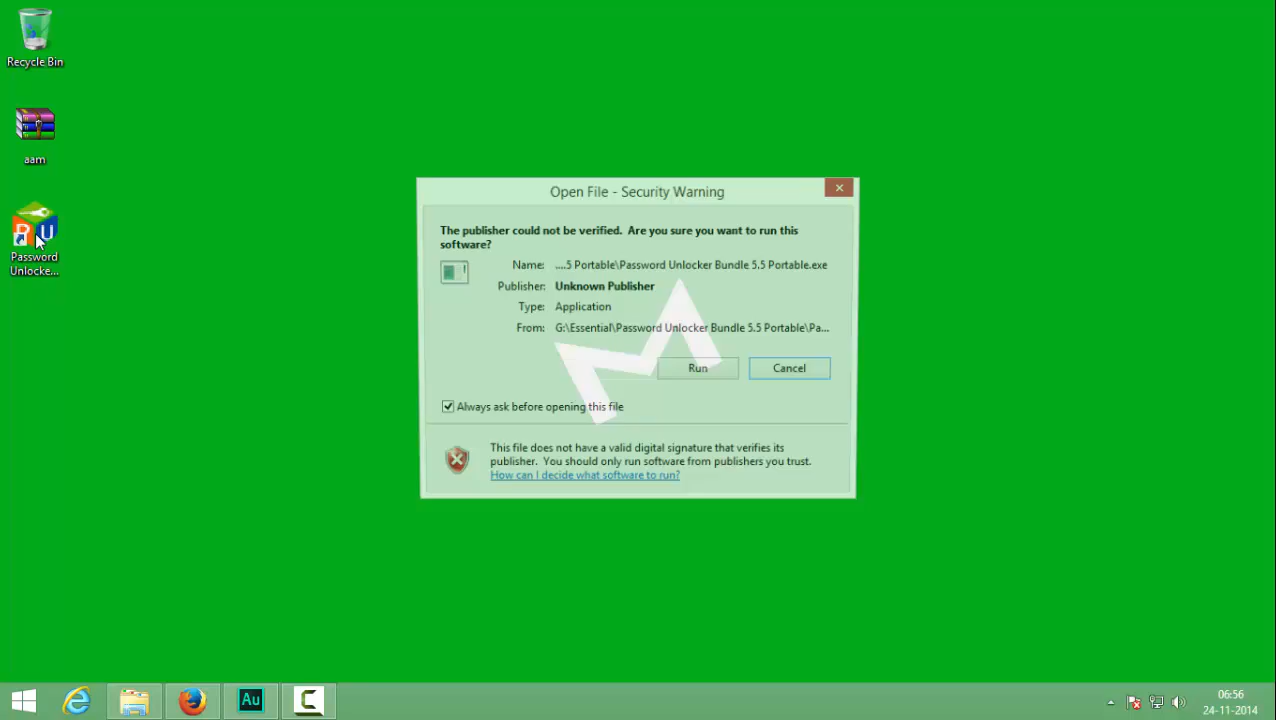 Recycle Bin
aam
Password
Unlocke...
Open File - Security Warning
The publisher could not be verified. Are you sure you want to run this
software?
Name: ....5 Portable\Password Unlocker Bundle 5.5 Portable.exe
Publisher: Unknown Publisher
Type: Application
From: G:\Essential\Password Unlocker Bundle 5.5 Portable\Pa...
Run Cancel
Always ask before opening this file
This file does not have a valid digital signature that verifies its
publisher. You should only run software from publishers you trust.
How can I decide what software to run?
Au
06:56
24-11-2014